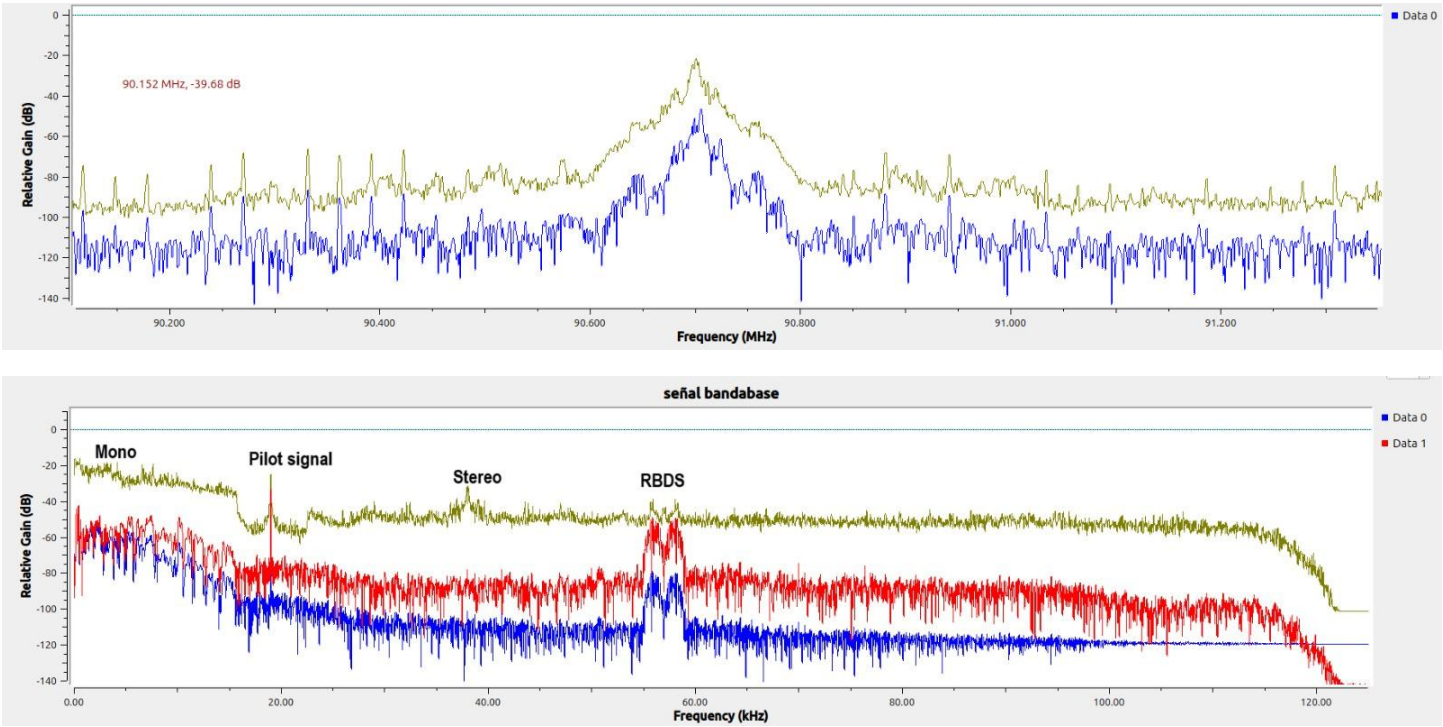 0
Data 0
-20
90.152 MHz, -39.68 dB
-40
-60
-80
-100
-120
-140
Relative Gain (dB)
90.200
90.400
90.600
90.800
91.000
91.200
Frequency (MHz)
señal bandabase
0
Data 0
Data 1
Mono
Pilot signal
Stereo
RBDS
-20
-40
-60
-80
-100
-120
-140
Relative Gain (dB)
0.00
20.00
40.00
60.00
80.00
100.00
120.00
Frequency (kHz)